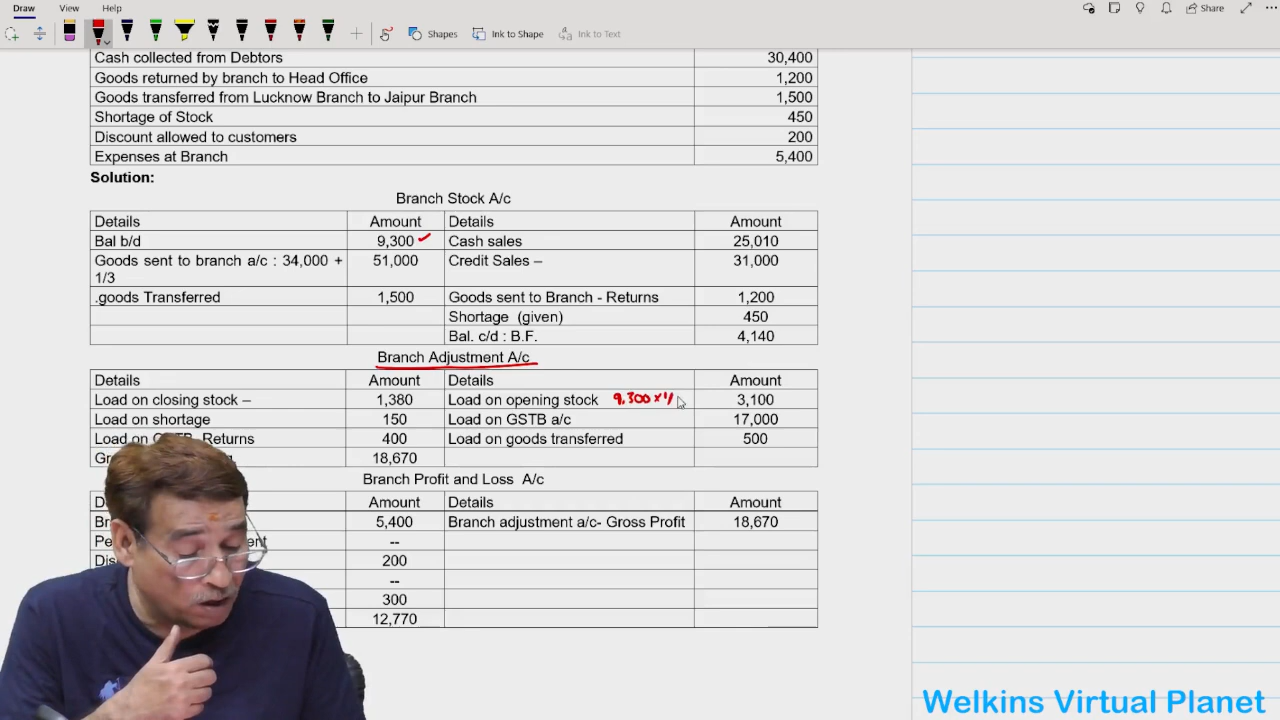 Draw View Help
Share
Shapes Ink to Shape Ink to Text
Cash collected from Debtors 30,400
Goods returned by branch to Head Office 1,200
Goods transferred from Lucknow Branch to Jaipur Branch 1,500
Shortage of Stock 450
Discount allowed to customers 200
Expenses at Branch 5,400
Solution:
Branch Stock A/c
Details Amount Details Amount
Bal b/d 9,300 Cash sales 25,010
Goods sent to branch a/c : 34,000 + 51,000 Credit Sales – 31,000
1/3
.goods Transferred 1,500 Goods sent to Branch - Returns 1,200
Shortage (given) 450
Bal. c/d : B.F. 4,140
Branch Adjustment A/c
Details Amount Details Amount
Load on closing stock – 1,380 Load on opening stock 9,300 × 1/ 3,100
Load on shortage 150 Load on GSTB a/c 17,000
Load on Returns 400 Load on goods transferred 500
18,670
Branch Profit and Loss A/c
Amount Details Amount
5,400 Branch adjustment a/c- Gross Profit 18,670
--
200
--
300
12,770
Welkins Virtual Planet